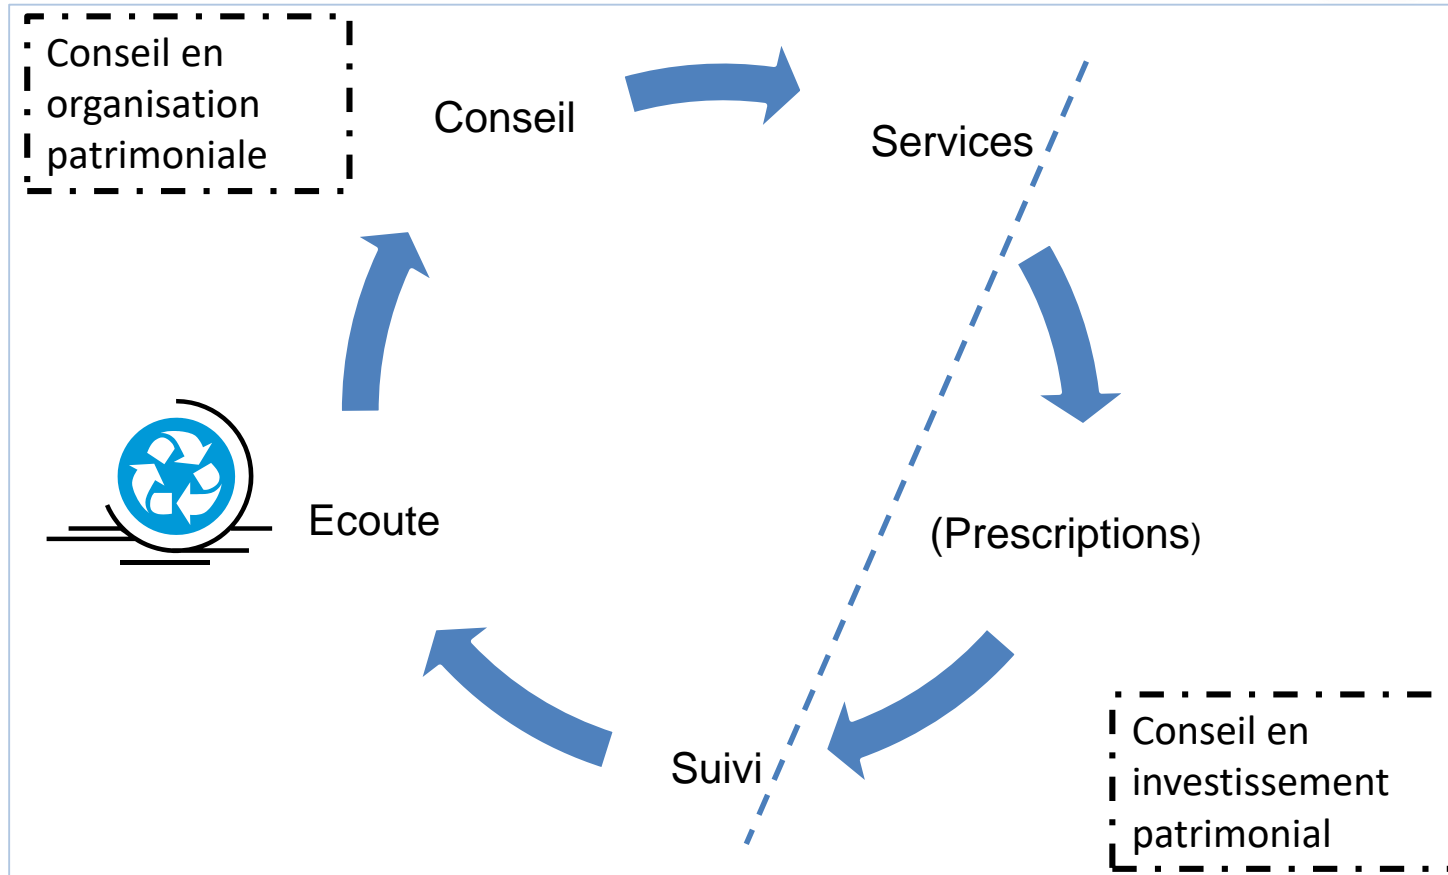 Conseil en
organisation
patrimoniale
Conseil
Services
Ecoute
(Prescriptions)
Suivi
Conseil en
investissement
patrimonial